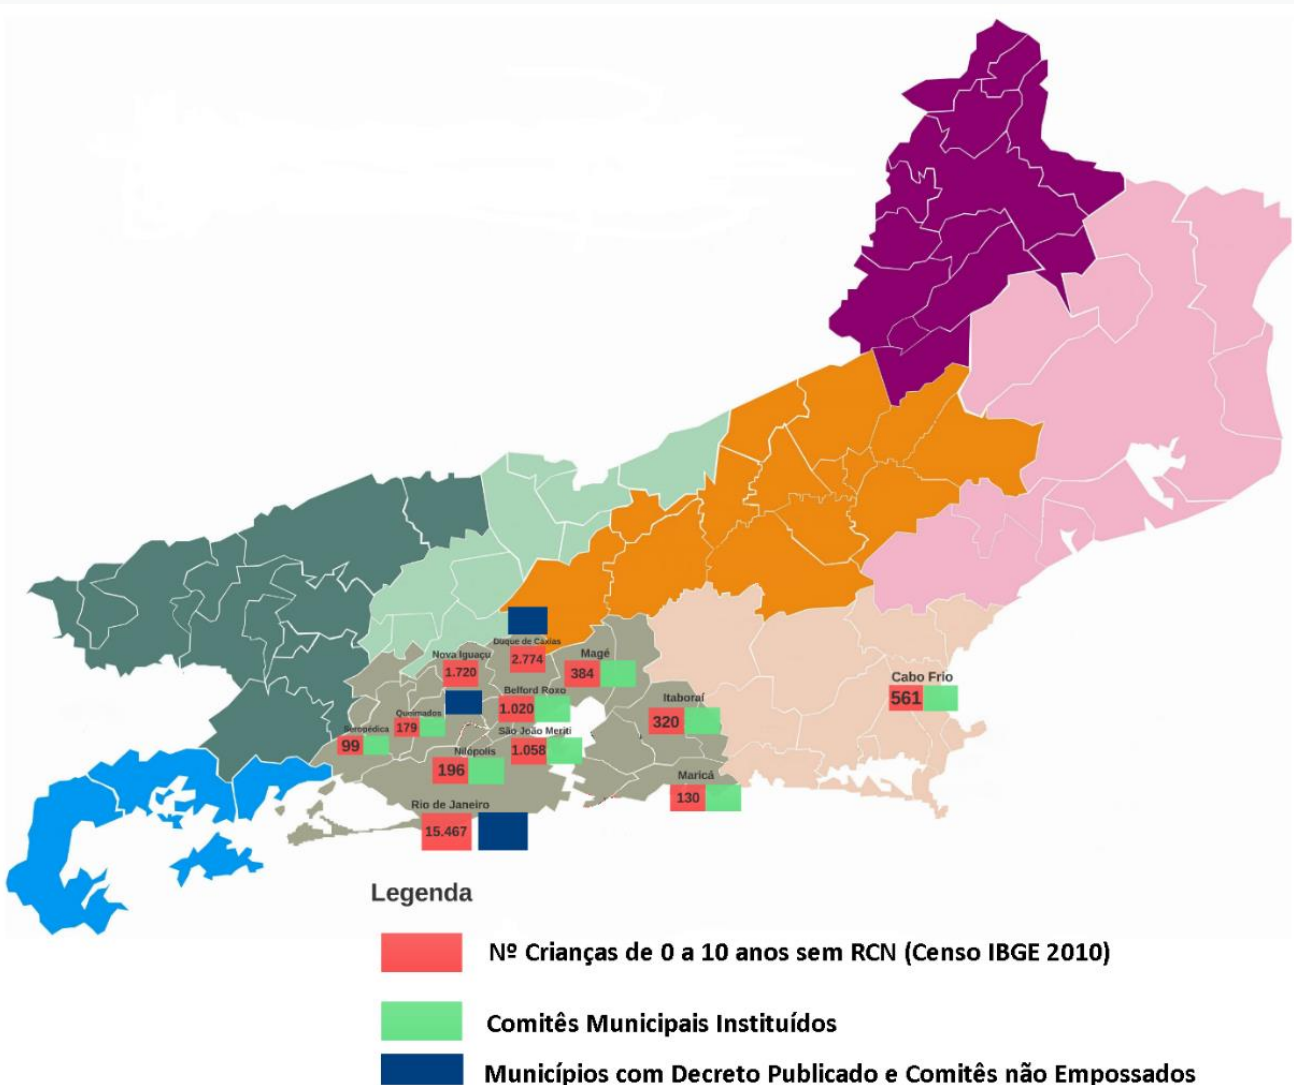 Duque de Caxias
2.774
Nova Iguaçu
1.720
Magé
384
Cabo Frio
561
Belford Roxo
1.020
Itaboraí
320
Queimados
179
Seropédica
99
São João Meriti
1.058
Nilópolis
196
Maricá
130
Rio de Janeiro
15.467
Legenda
Nº Crianças de 0 a 10 anos sem RCN (Censo IBGE 2010)
Comitês Municipais Instituídos
Municípios com Decreto Publicado e Comitês não Empossados